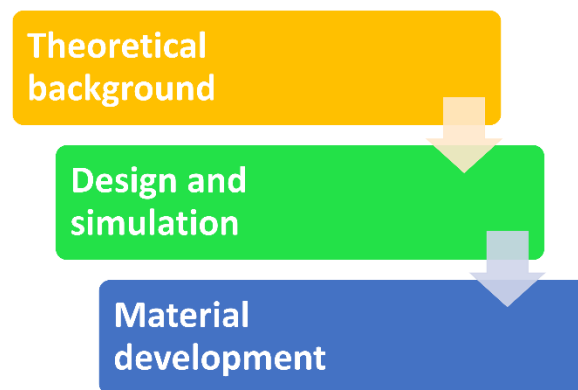 Theoretical
background
Design and
simulation
Material
development